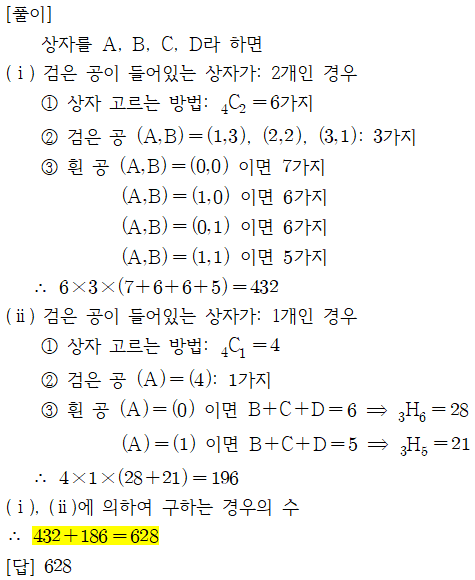 [풀이]
상자를 A, B, C, D라 하면
(ⅰ) 검은 공이 들어있는 상자가: 2개인 경우
① 상자 고르는 방법: ₄C₂=6가지
② 검은 공 (A,B)=(1,3), (2,2), (3,1): 3가지
③ 흰 공 (A,B)=(0,0) 이면 7가지
(A,B)=(1,0) 이면 6가지
(A,B)=(0,1) 이면 6가지
(A,B)=(1,1) 이면 5가지
∴ 6×3×(7+6+6+5)=432
(ⅱ) 검은 공이 들어있는 상자가: 1개인 경우
① 상자 고르는 방법: ₄C₁=4
② 검은 공 (A)=(4): 1가지
③ 흰 공 (A)=(0) 이면 B+C+D=6 ⇒ ₃H₆=28
(A)=(1) 이면 B+C+D=5 ⇒ ₃H₅=21
∴ 4×1×(28+21)=196
(ⅰ), (ⅱ)에 의하여 구하는 경우의 수
∴ 432+186=628
[답] 628